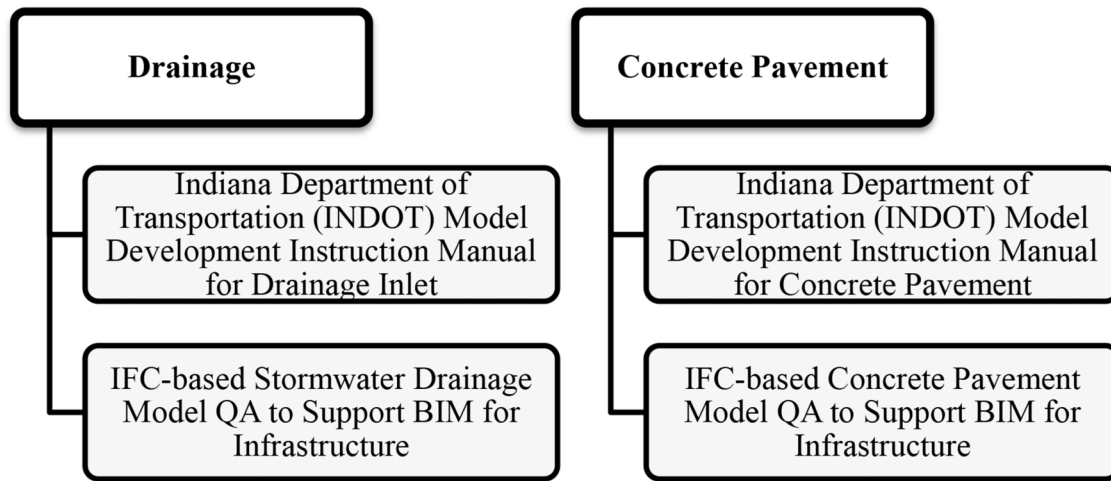 Drainage
Indiana Department of
Transportation (INDOT) Model
Development Instruction Manual
for Drainage Inlet
IFC-based Stormwater Drainage
Model QA to Support BIM for
Infrastructure
Concrete Pavement
Indiana Department of
Transportation (INDOT) Model
Development Instruction Manual
for Concrete Pavement
IFC-based Concrete Pavement
Model QA to Support BIM for
Infrastructure